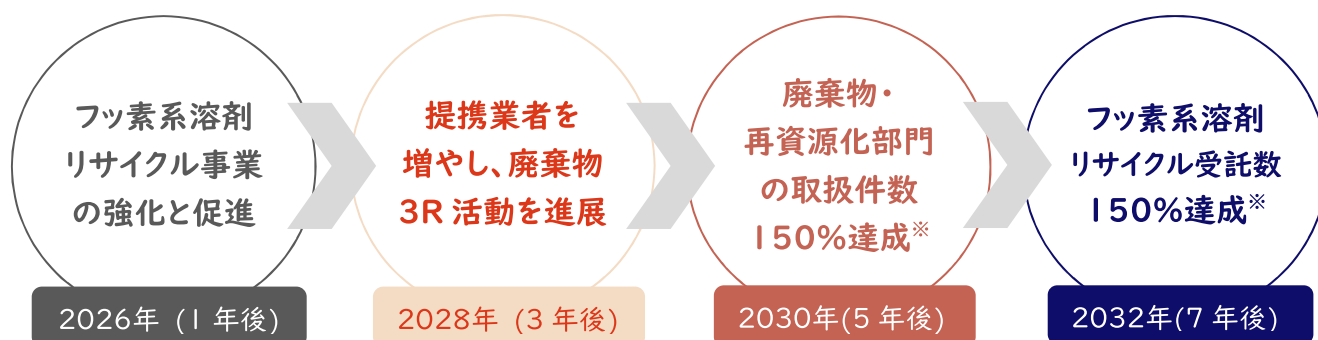 フッ素系溶剤
リサイクル事業
の強化と促進
2026年 (1 年後)
提携業者を
増やし、廃棄物
3R 活動を進展
2028年 (3 年後)
廃棄物・
再資源化部門
の取扱件数
150%達成※
2030年(5 年後)
フッ素系溶剤
リサイクル受託数
150%達成※
2032年(7 年後)